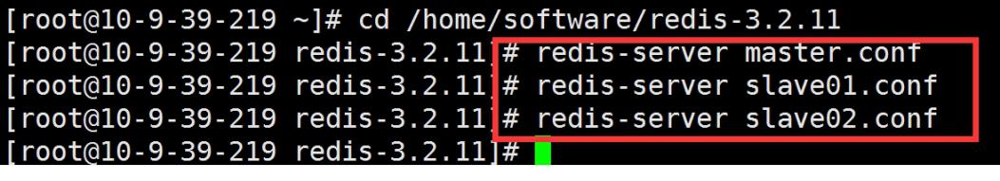 [root@10-9-39-219 ~]# cd /home/software/redis-3.2.11
[root@10-9-39-219 redis-3.2.11]# redis-server master.conf
[root@10-9-39-219 redis-3.2.11]# redis-server slave01.conf
[root@10-9-39-219 redis-3.2.11]# redis-server slave02.conf
[root@10-9-39-219 redis-3.2.11]#